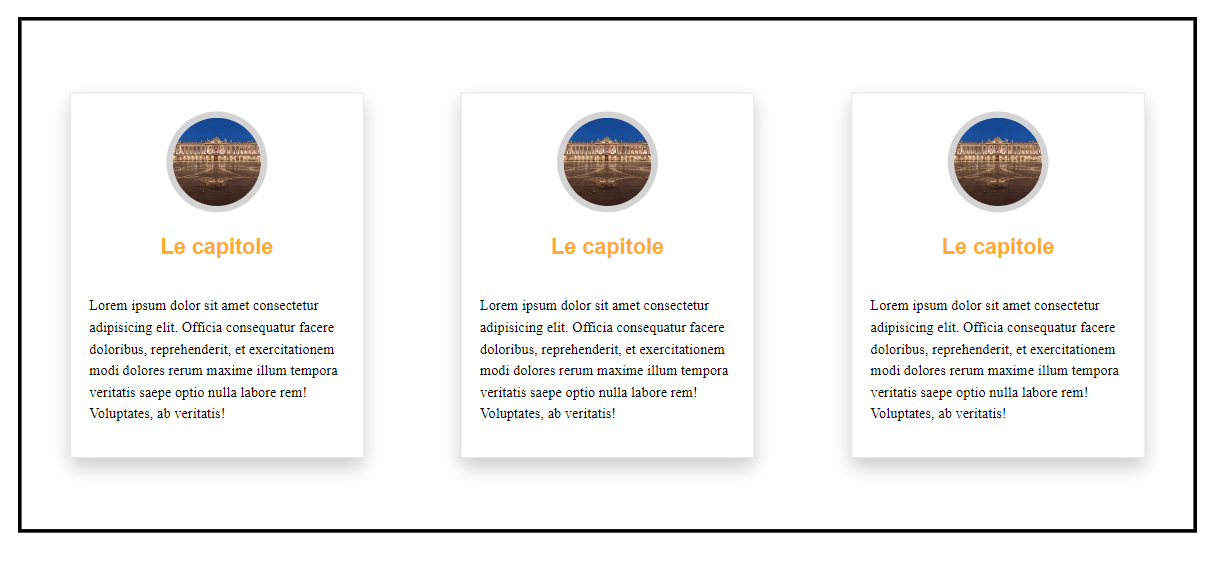 Le capitole
Lorem ipsum dolor sit amet consectetur
adipisicing elit. Officia consequatur facere
doloribus, reprehenderit, et exercitationem
modi dolores rerum maxime illum tempora
veritatis saepe optio nulla labore rem!
Voluptates, ab veritatis!
Le capitole
Lorem ipsum dolor sit amet consectetur
adipisicing elit. Officia consequatur facere
doloribus, reprehenderit, et exercitationem
modi dolores rerum maxime illum tempora
veritatis saepe optio nulla labore rem!
Voluptates, ab veritatis!
Le capitole
Lorem ipsum dolor sit amet consectetur
adipisicing elit. Officia consequatur facere
doloribus, reprehenderit, et exercitationem
modi dolores rerum maxime illum tempora
veritatis saepe optio nulla labore rem!
Voluptates, ab veritatis!